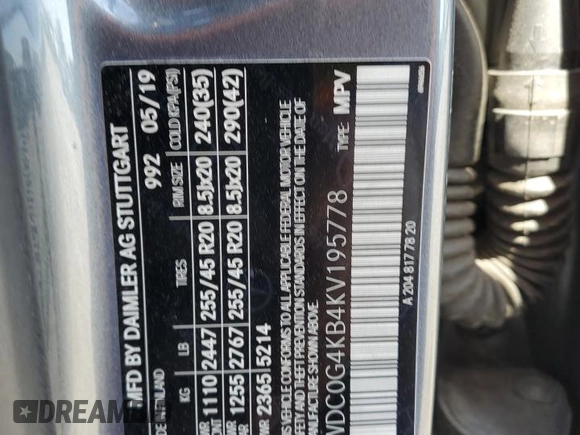 MFD BY DAIMLER AG STUTTGART
992 05/19
KG LB TIRES RIM SIZE COLD KPA(PSI)
1110 2447 255/45 R20 8.5Jx20 240(35)
1255 2767 255/45 R20 8.5Jx20 290(42)
2365 5214
VEHICLE CONFORMS TO ALL APPLICABLE FEDERAL MOTOR VEHICLE
AND THEFT PREVENTION STANDARDS IN EFFECT ON THE DATE OF
MANUFACTURE SHOWN
WDC0G4KB4KV195778 TYPE: MPV
A 204 817 78 20
DRIVERHISTORY